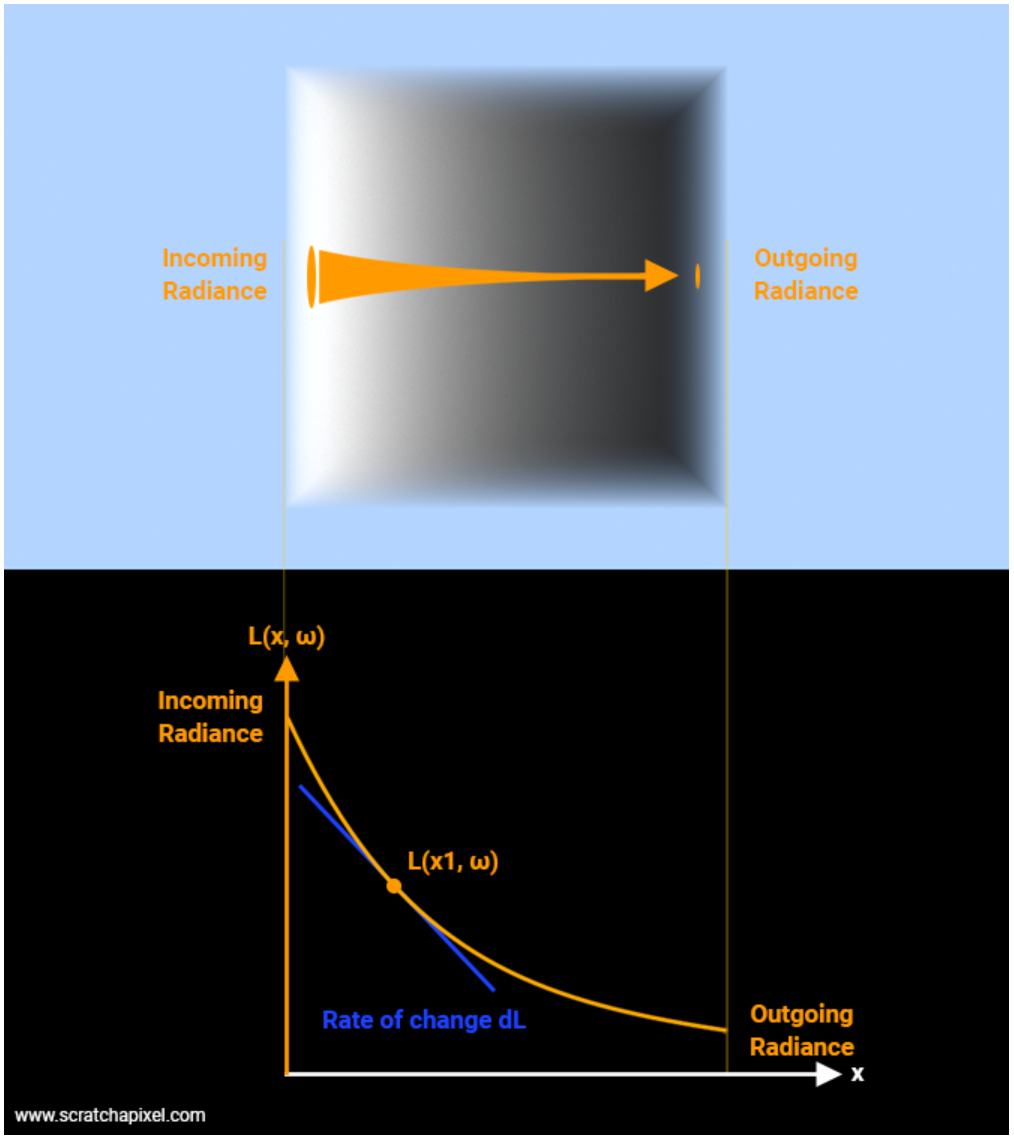 Incoming
Radiance
Outgoing
Radiance
L(x, ω)
Incoming
Radiance
L(x1, ω)
Rate of change dL
Outgoing
Radiance
x
www.scratchapixel.com